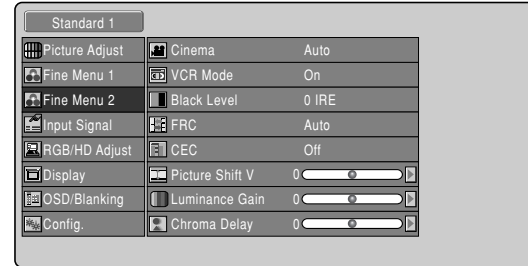 Standard 1
Picture Adjust Cinema Auto
Fine Menu 1 VCR Mode On
Fine Menu 2 Black Level 0 IRE
Input Signal FRC Auto
RGB/HD Adjust CEC Off
Display Picture Shift V 0
OSD/Blanking Luminance Gain 0
Config. Chroma Delay 0